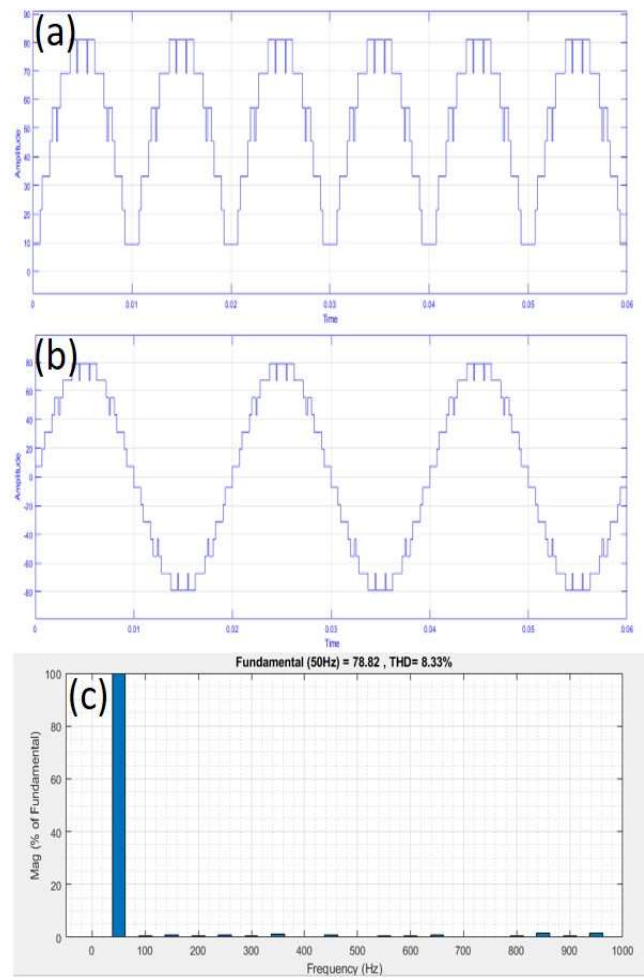 (a)
90
80
70
60
50
40
30
20
10
0
Amplitude
0 0.01 0.02 0.03 0.04 0.05 0.06
Time
(b)
80
60
40
20
0
-20
-40
-60
-80
Amplitude
0 0.01 0.02 0.03 0.04 0.05 0.06
Time
Fundamental (50Hz) = 78.82 , THD= 8.33%
(c)
100
80
60
40
20
0
Mag (% of Fundamental)
0 100 200 300 400 500 600 700 800 900 1000
Frequency (Hz)